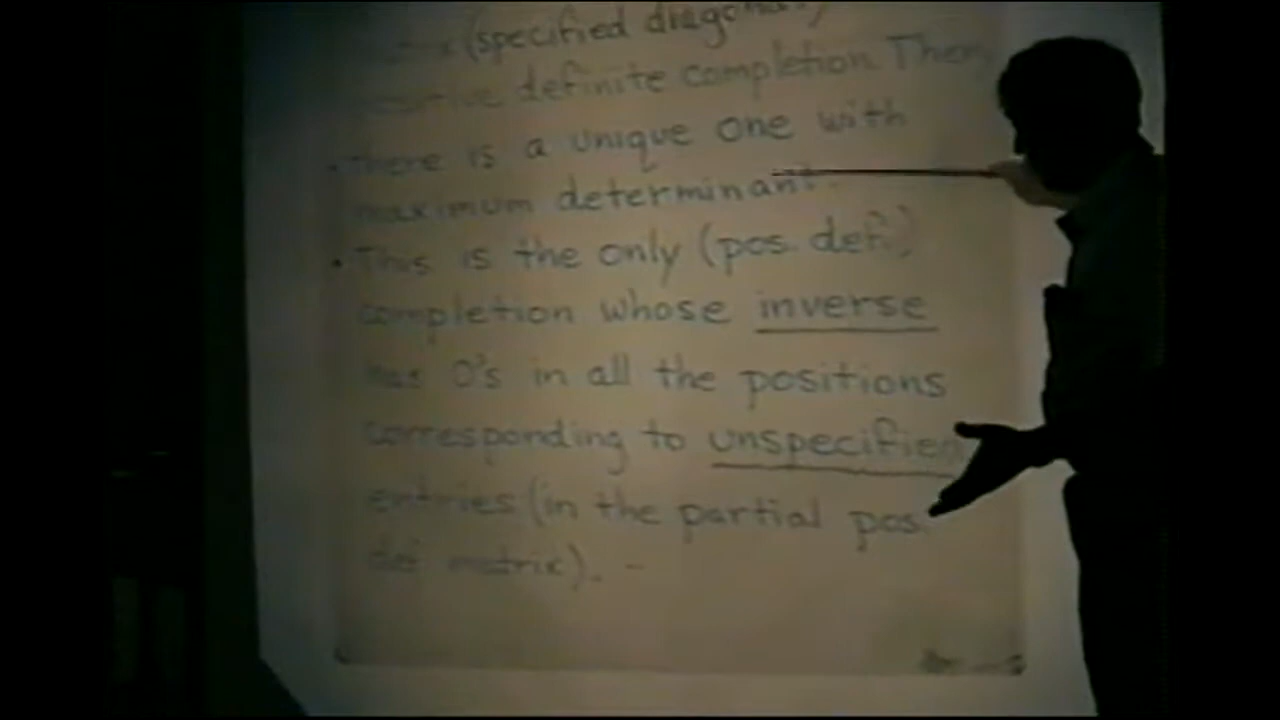 (specified diagonal)
definite completion. Then
• There is a unique one with
maximum determinant.
• This is the only (pos. def.)
completion whose inverse
has 0's in all the positions
corresponding to unspecified
entries (in the partial pos.
def matrix).